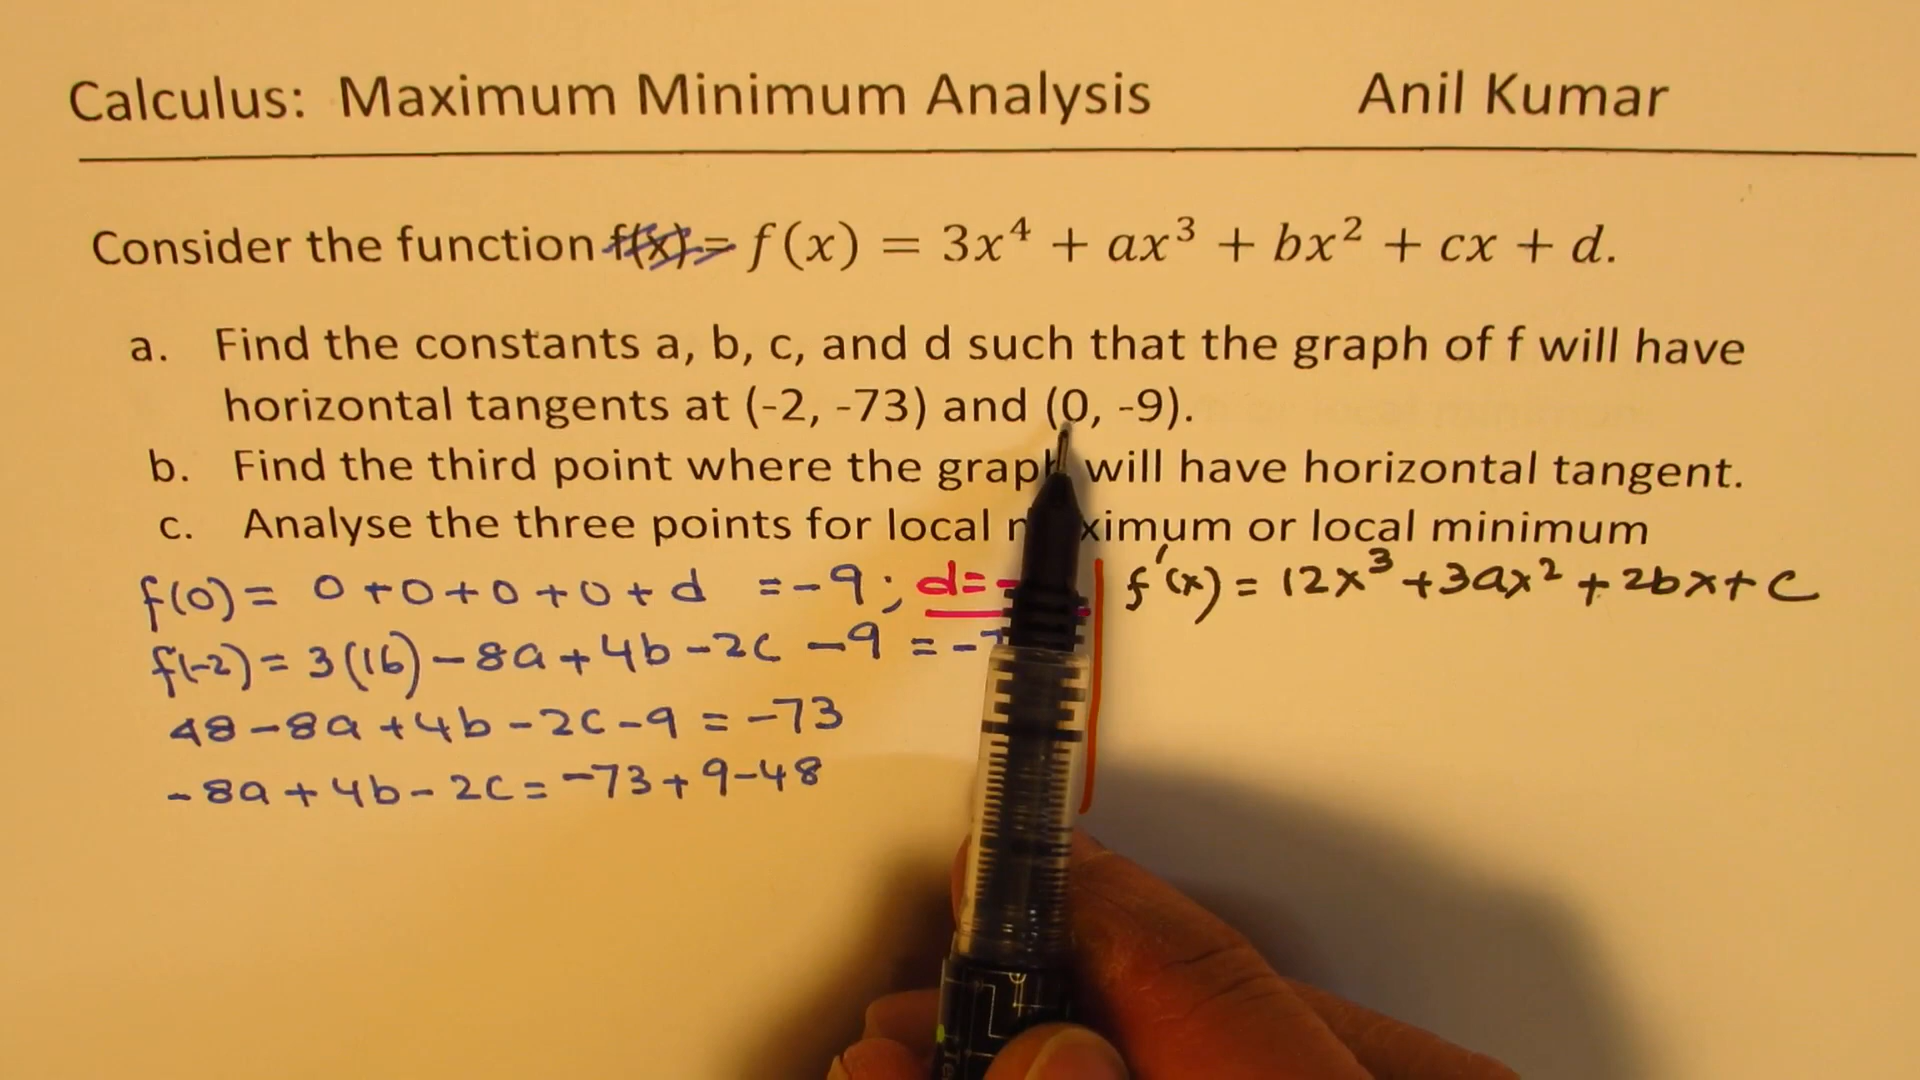 Calculus: Maximum Minimum Analysis Anil Kumar
Consider the function f(x) = f(x) = 3x⁴ + ax³ + bx² + cx + d.
a. Find the constants a, b, c, and d such that the graph of f will have
horizontal tangents at (-2, -73) and (0, -9).
b. Find the third point where the graph will have horizontal tangent.
c. Analyse the three points for local or local minimum
f(0) = 0 + 0 + 0 + 0 + d = -9 ; d = -
f'(x) = 12x³ + 3ax² + 2bx + c
f(-2) = 3(16) - 8a + 4b - 2c - 9 = -7
48 - 8a + 4b - 2c - 9 = -73
-8a + 4b - 2c = -73 + 9 - 48